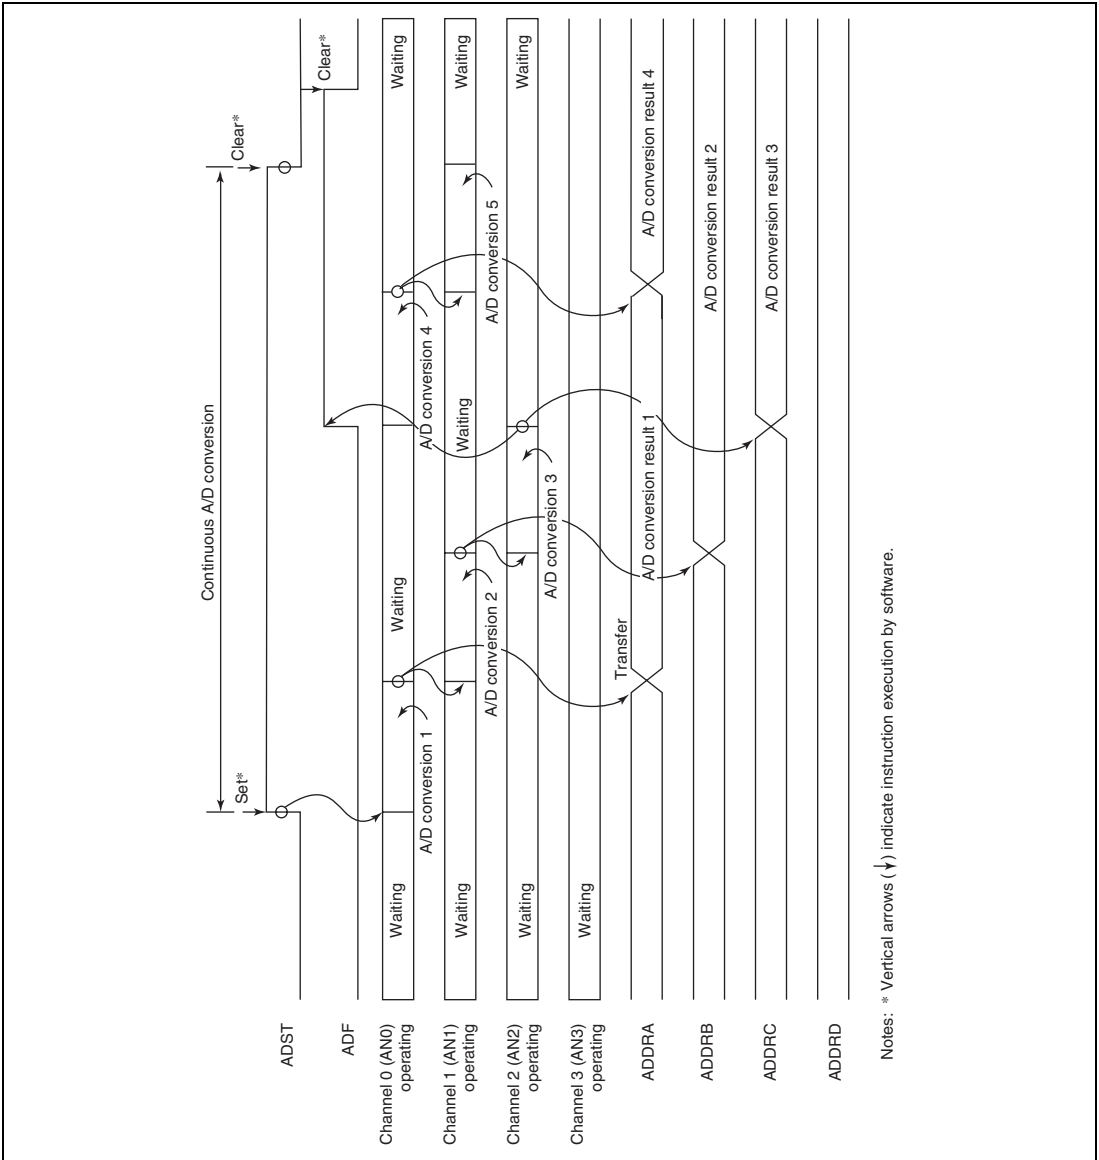 Continuous A/D conversion
Set*
Clear*
ADST
Clear*
ADF
Channel 0 (AN0)
operating
Waiting
A/D conversion 1
Waiting
A/D conversion 4
Waiting
Channel 1 (AN1)
operating
Waiting
A/D conversion 2
Waiting
A/D conversion 5
Waiting
Channel 2 (AN2)
operating
Waiting
A/D conversion 3
Waiting
Channel 3 (AN3)
operating
Waiting
Transfer
ADDRA
A/D conversion result 1
A/D conversion result 4
ADDRB
A/D conversion result 2
ADDRC
A/D conversion result 3
ADDRD
Notes: * Vertical arrows (↓) indicate instruction execution by software.